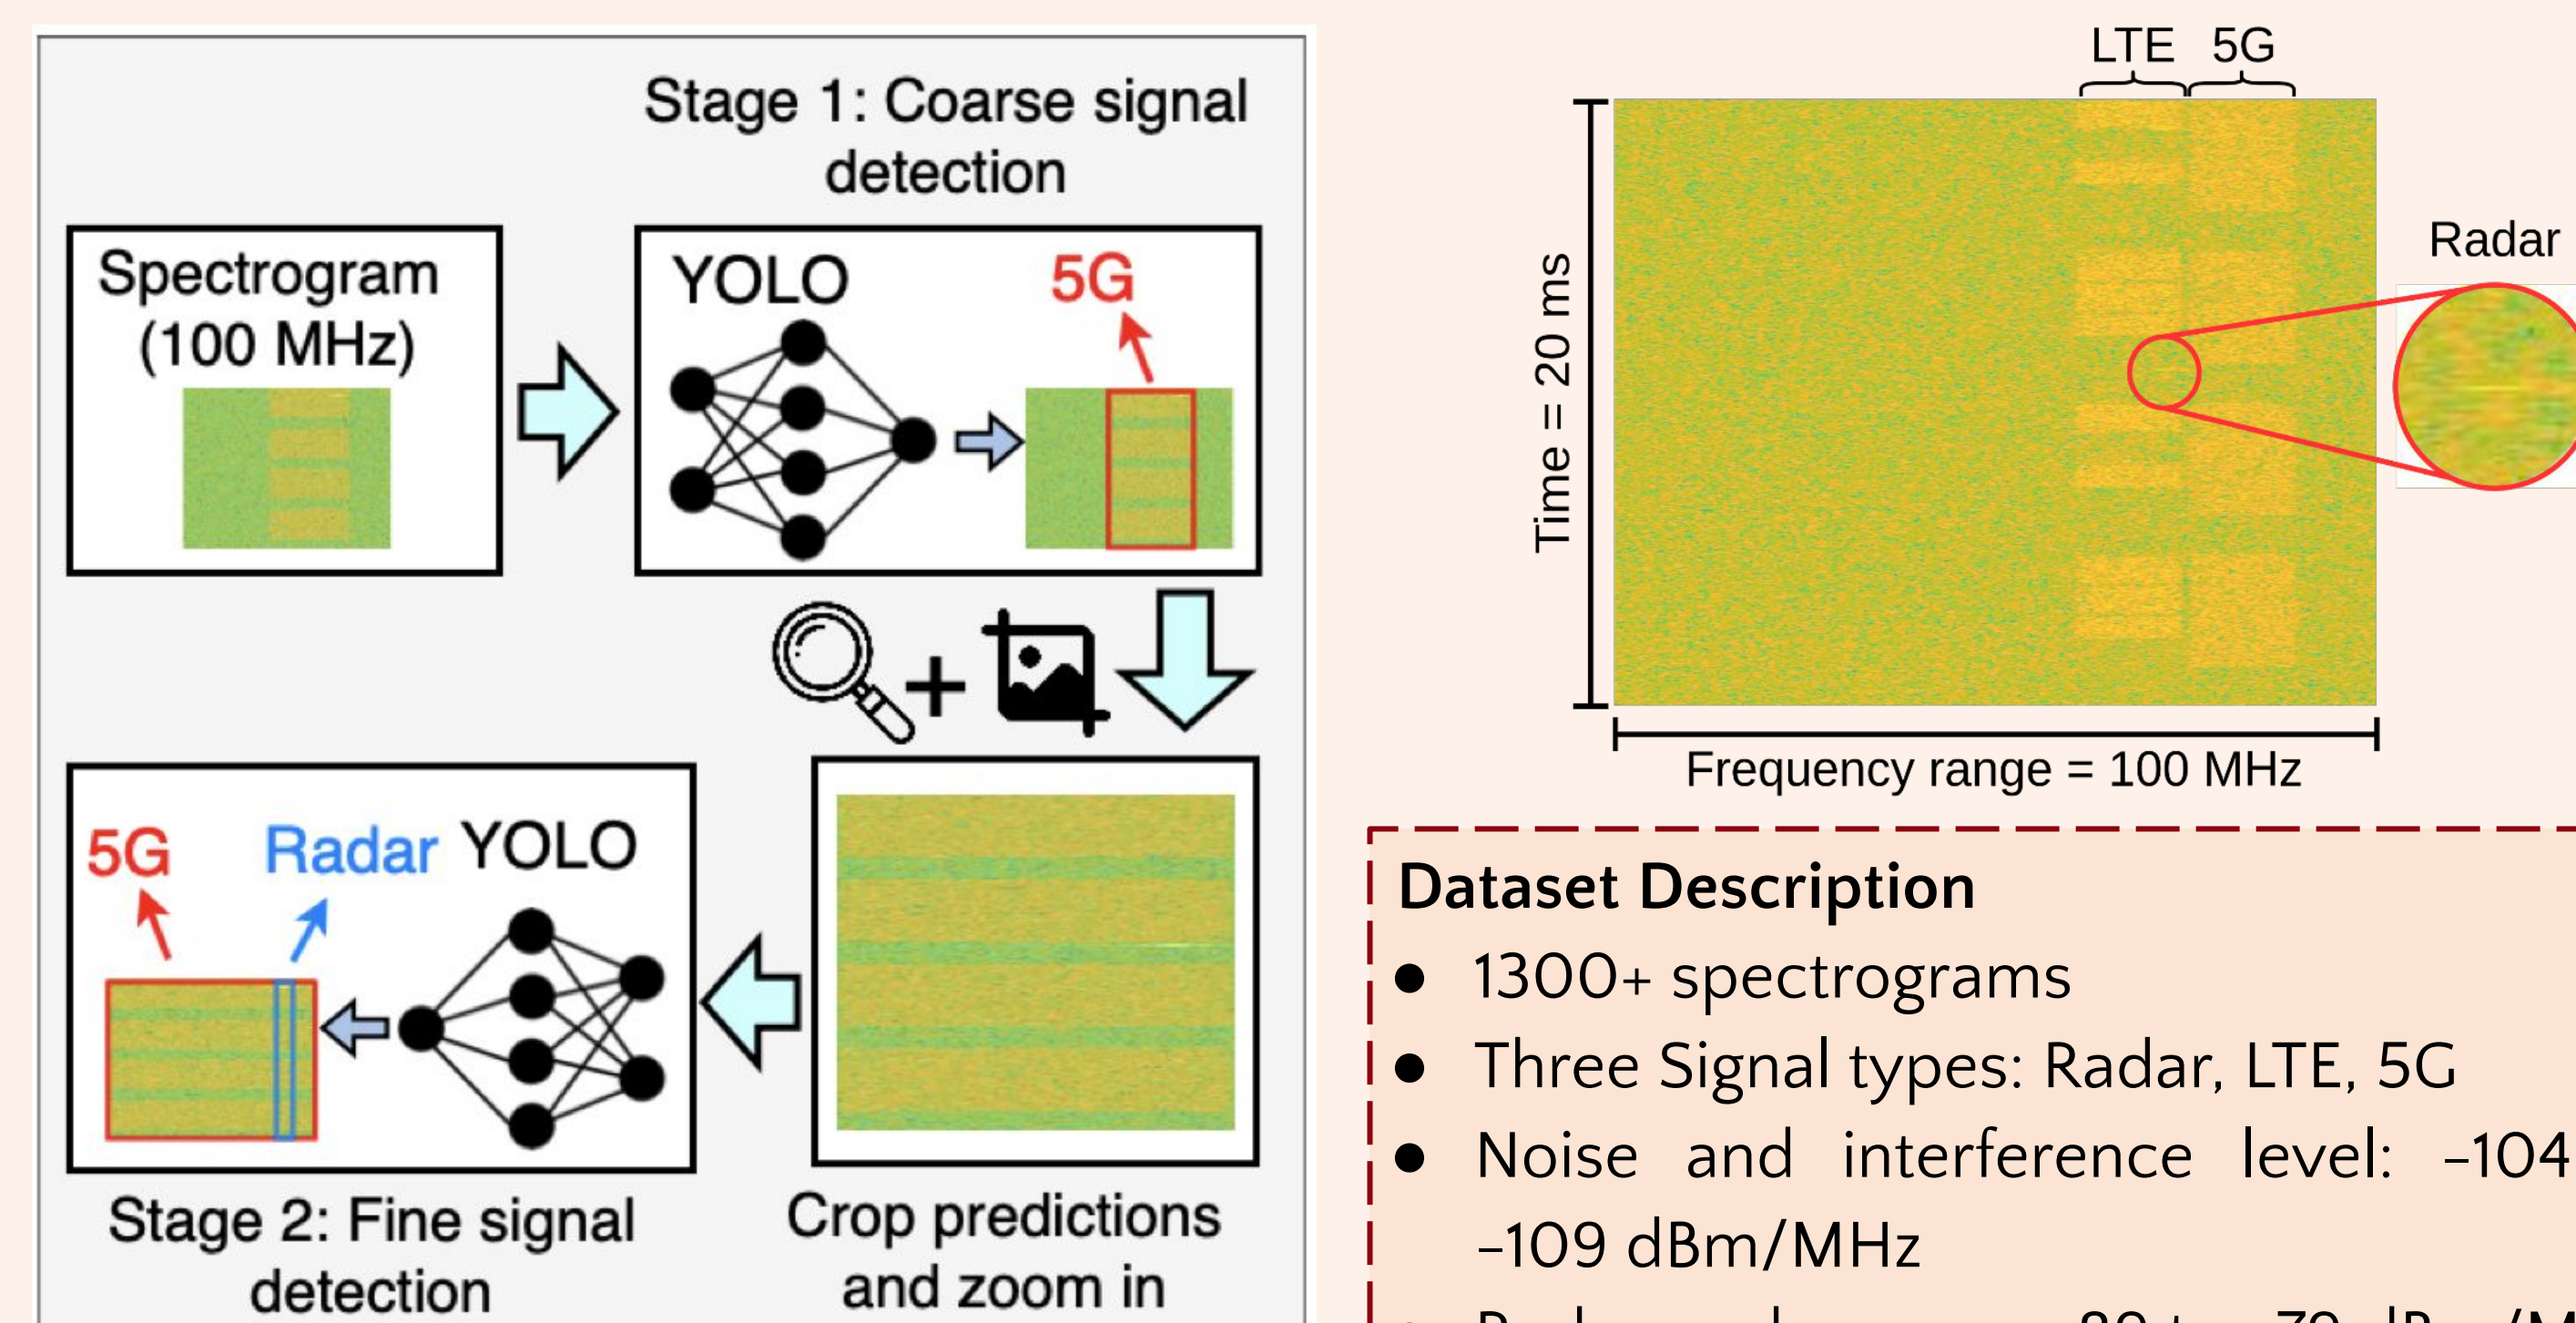 Stage 1: Coarse signal
detection
Spectrogram
(100 MHz)
YOLO
5G
5G
Radar
YOLO
Stage 2: Fine signal
detection
Crop predictions
and zoom in
LTE
5G
Radar
Time = 20 ms
Frequency range = 100 MHz
Dataset Description
● 1300+ spectrograms
● Three Signal types: Radar, LTE, 5G
● Noise and interference level: -104
-109 dBm/MHz